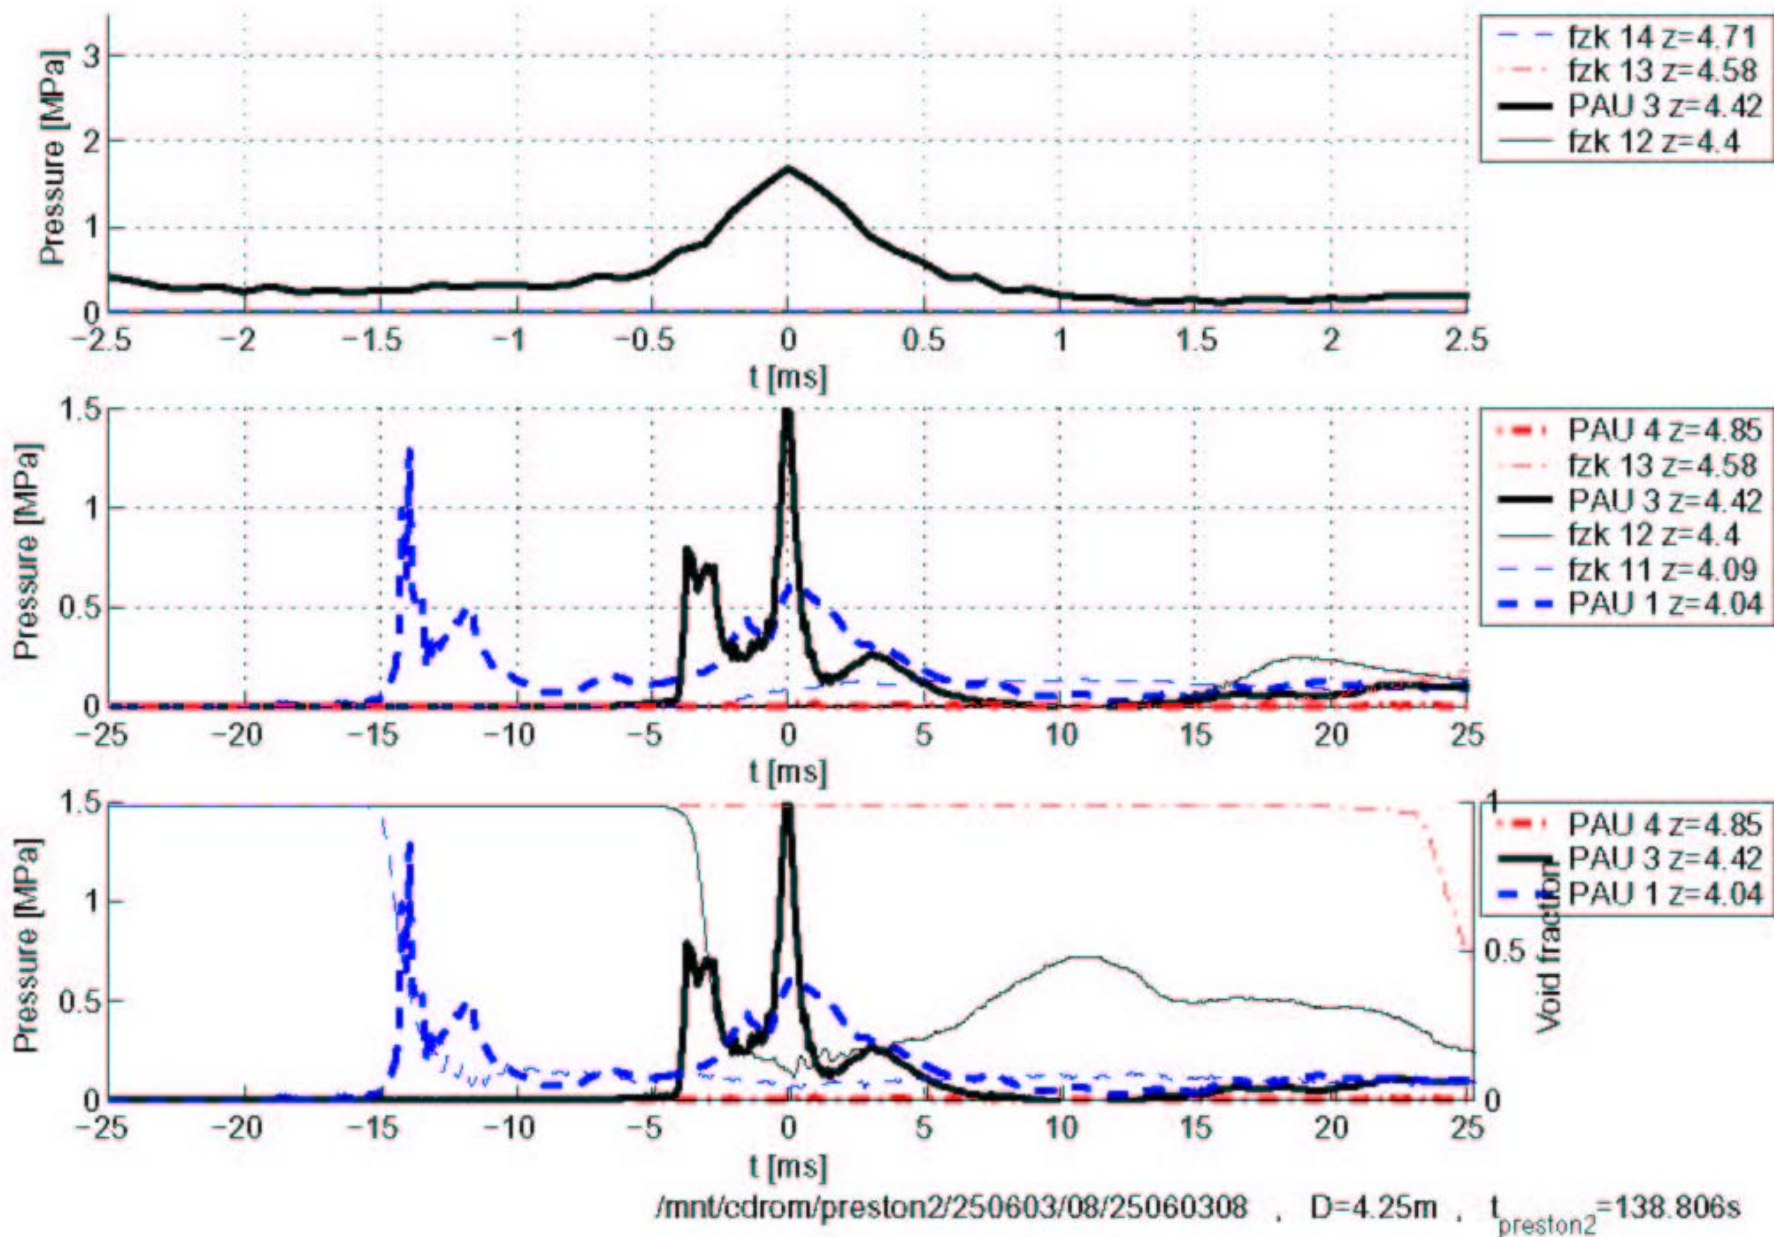 Pressure [MPa]
3
2
1
0
−2.5 −2 −1.5 −1 −0.5 0 0.5 1 1.5 2 2.5
t [ms]
fzk 14 z=4.71
fzk 13 z=4.58
PAU 3 z=4.42
fzk 12 z=4.4
Pressure [MPa]
1.5
1
0.5
0
−25 −20 −15 −10 −5 0 5 10 15 20 25
t [ms]
PAU 4 z=4.85
fzk 13 z=4.58
PAU 3 z=4.42
fzk 12 z=4.4
fzk 11 z=4.09
PAU 1 z=4.04
Pressure [MPa]
1.5
1
0.5
0
−25 −20 −15 −10 −5 0 5 10 15 20 25
t [ms]
1
0.5
0
Void fraction
PAU 4 z=4.85
PAU 3 z=4.42
PAU 1 z=4.04
/mnt/cdrom/preston2/250603/08/25060308 , D=4.25m , t preston2 =138.806s